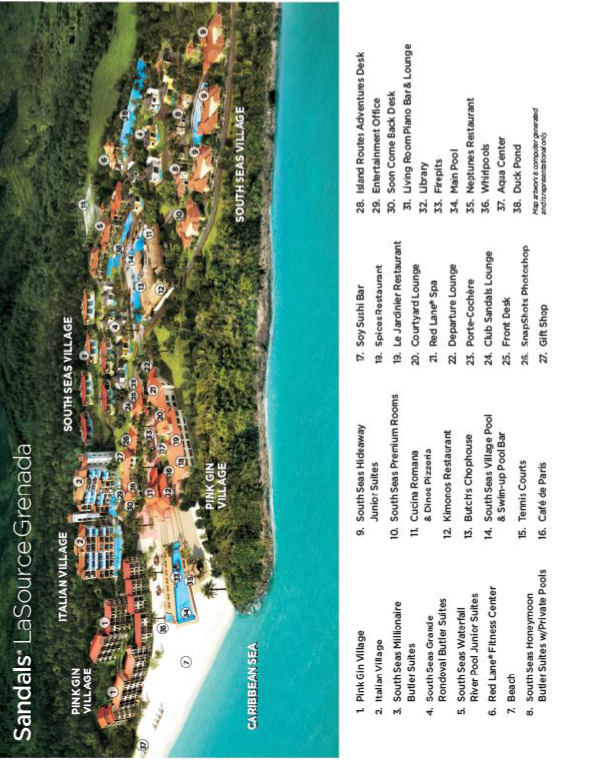 Sandals® LaSource Grenada
SOUTH SEAS VILLAGE
ITALIAN VILLAGE
PINK GIN
VILLAGE
PINK GIN
VILLAGE
SOUTH SEAS VILLAGE
CARIBBEAN SEA
1. Pink Gin Village
2. Italian Village
3. South Seas Millionaire
Butler Suites
4. South Seas Grande
Rondoval Butler Suites
5. South Seas Waterfall
River Pool Junior Suites
6. Red Lane® Fitness Center
7. Beach
8. South Seas Honeymoon
Butler Suites w/Private Pools
9. South Seas Hideaway
Junior Suites
10. South Seas Premium Rooms
11. Cucina Romana
& Dinos Pizzeria
12. Kimonos Restaurant
13. Butch's Chophouse
14. South Seas Village Pool
& Swim-up Pool Bar
15. Tennis Courts
16. Café de Paris
17. Soy Sushi Bar
18. Spices Restaurant
19. Le Jardinier Restaurant
20. Courtyard Lounge
21. Red Lane® Spa
22. Departure Lounge
23. Porte-Cochère
24. Club Sandals Lounge
25. Front Desk
26. SnapShots Photoshop
27. Gift Shop
28. Island Routes Adventures Desk
29. Entertainment Office
30. Soon Come Back Desk
31. Living Room Piano Bar & Lounge
32. Library
33. Firepits
34. Main Pool
35. Neptunes Restaurant
36. Whirlpools
37. Aqua Center
38. Duck Pond
Map artwork is computer generated
and is representational only.